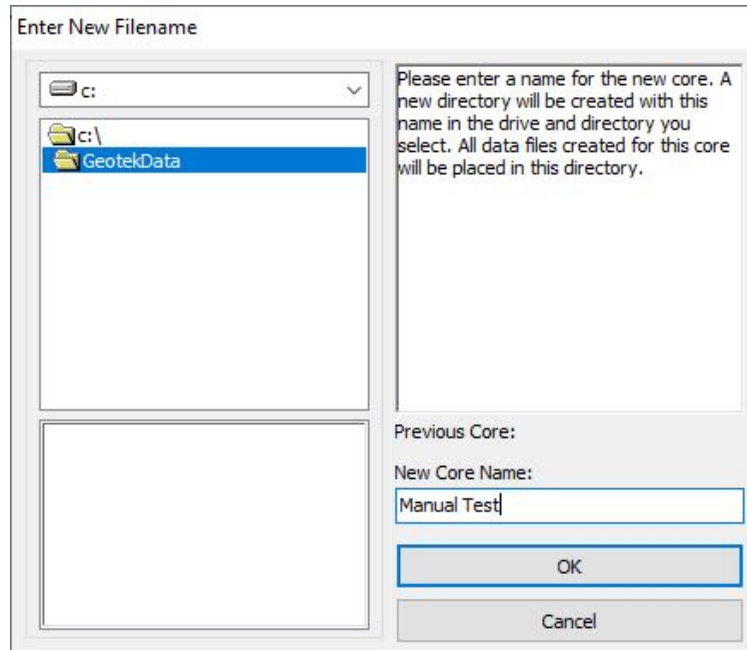 Enter New Filename
c:
c:\
GeotekData
Please enter a name for the new core. A
new directory will be created with this
name in the drive and directory you
select. All data files created for this core
will be placed in this directory.
Previous Core:
New Core Name:
Manual Test
OK
Cancel